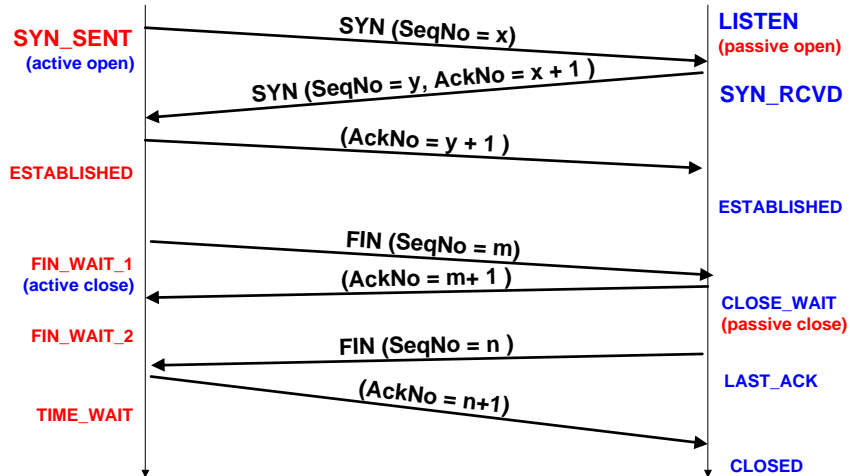 SYN (SeqNo = x)
LISTEN
SYN_SENT
(passive open)
(active open)
SYN (SeqNo = y, AckNo = x + 1 )
SYN_RCVD
(AckNo = y + 1 )
ESTABLISHED
ESTABLISHED
FIN (SeqNo = m)
FIN_WAIT_1
(active close)
(AckNo = m+ 1 )
CLOSE_WAIT
(passive close)
FIN_WAIT_2
FIN (SeqNo = n )
LAST_ACK
(AckNo = n+1)
TIME_WAIT
CLOSED